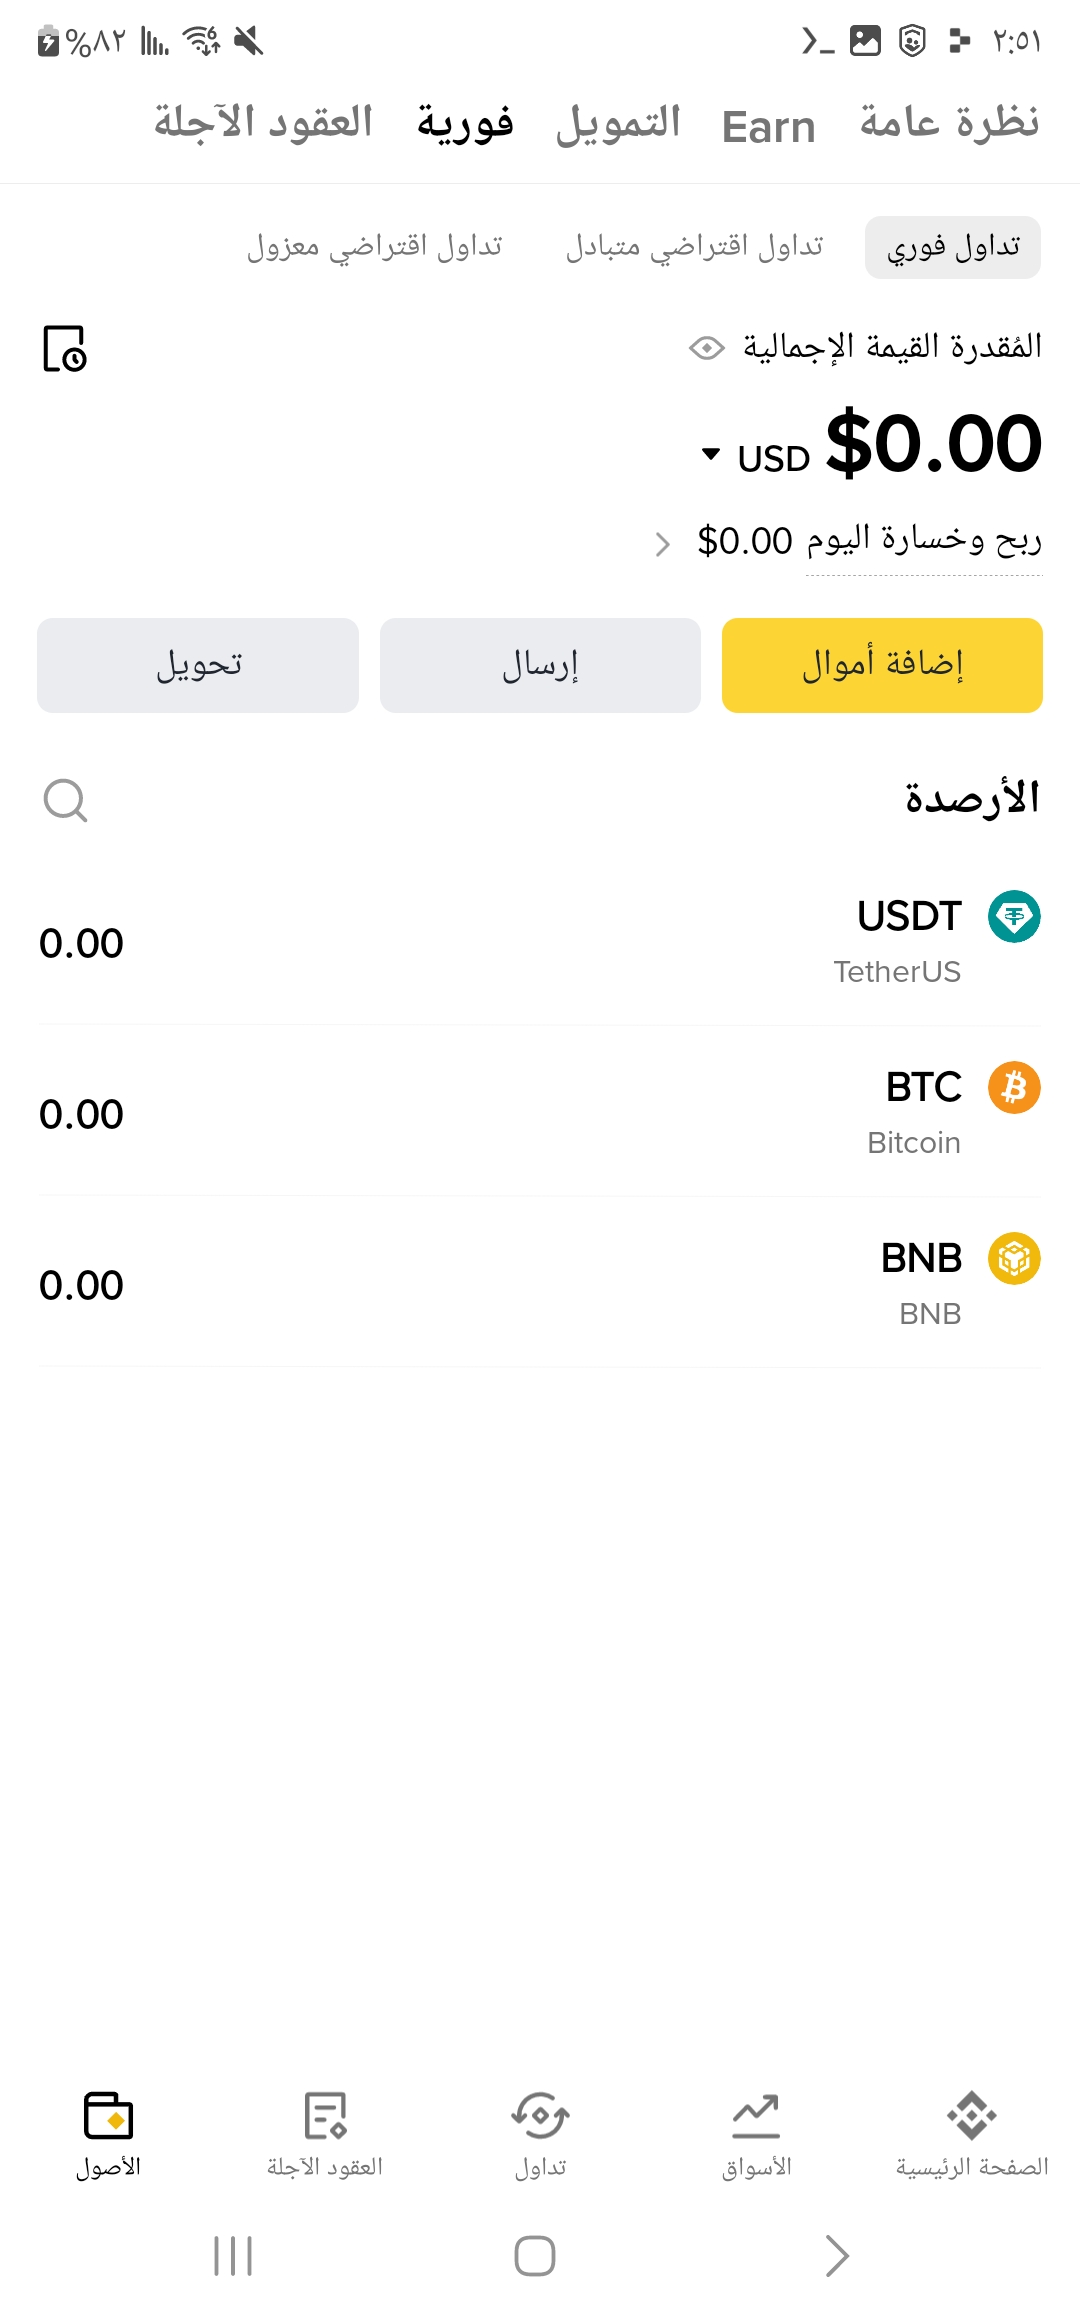 ٢:٥١ %٨٢
نظرة عامة Earn التمويل فورية العقود الآجلة
تداول فوري تداول اقتراضي متبادل تداول اقتراضي معزول
المُقدرة القيمة الإجمالية
$0.00 USD
ربح وخسارة اليوم $0.00
إضافة أموال إرسال تحويل
الأرصدة
USDT 0.00
TetherUS
BTC 0.00
Bitcoin
BNB 0.00
BNB
الصفحة الرئيسية الأسواق تداول العقود الآجلة الأصول